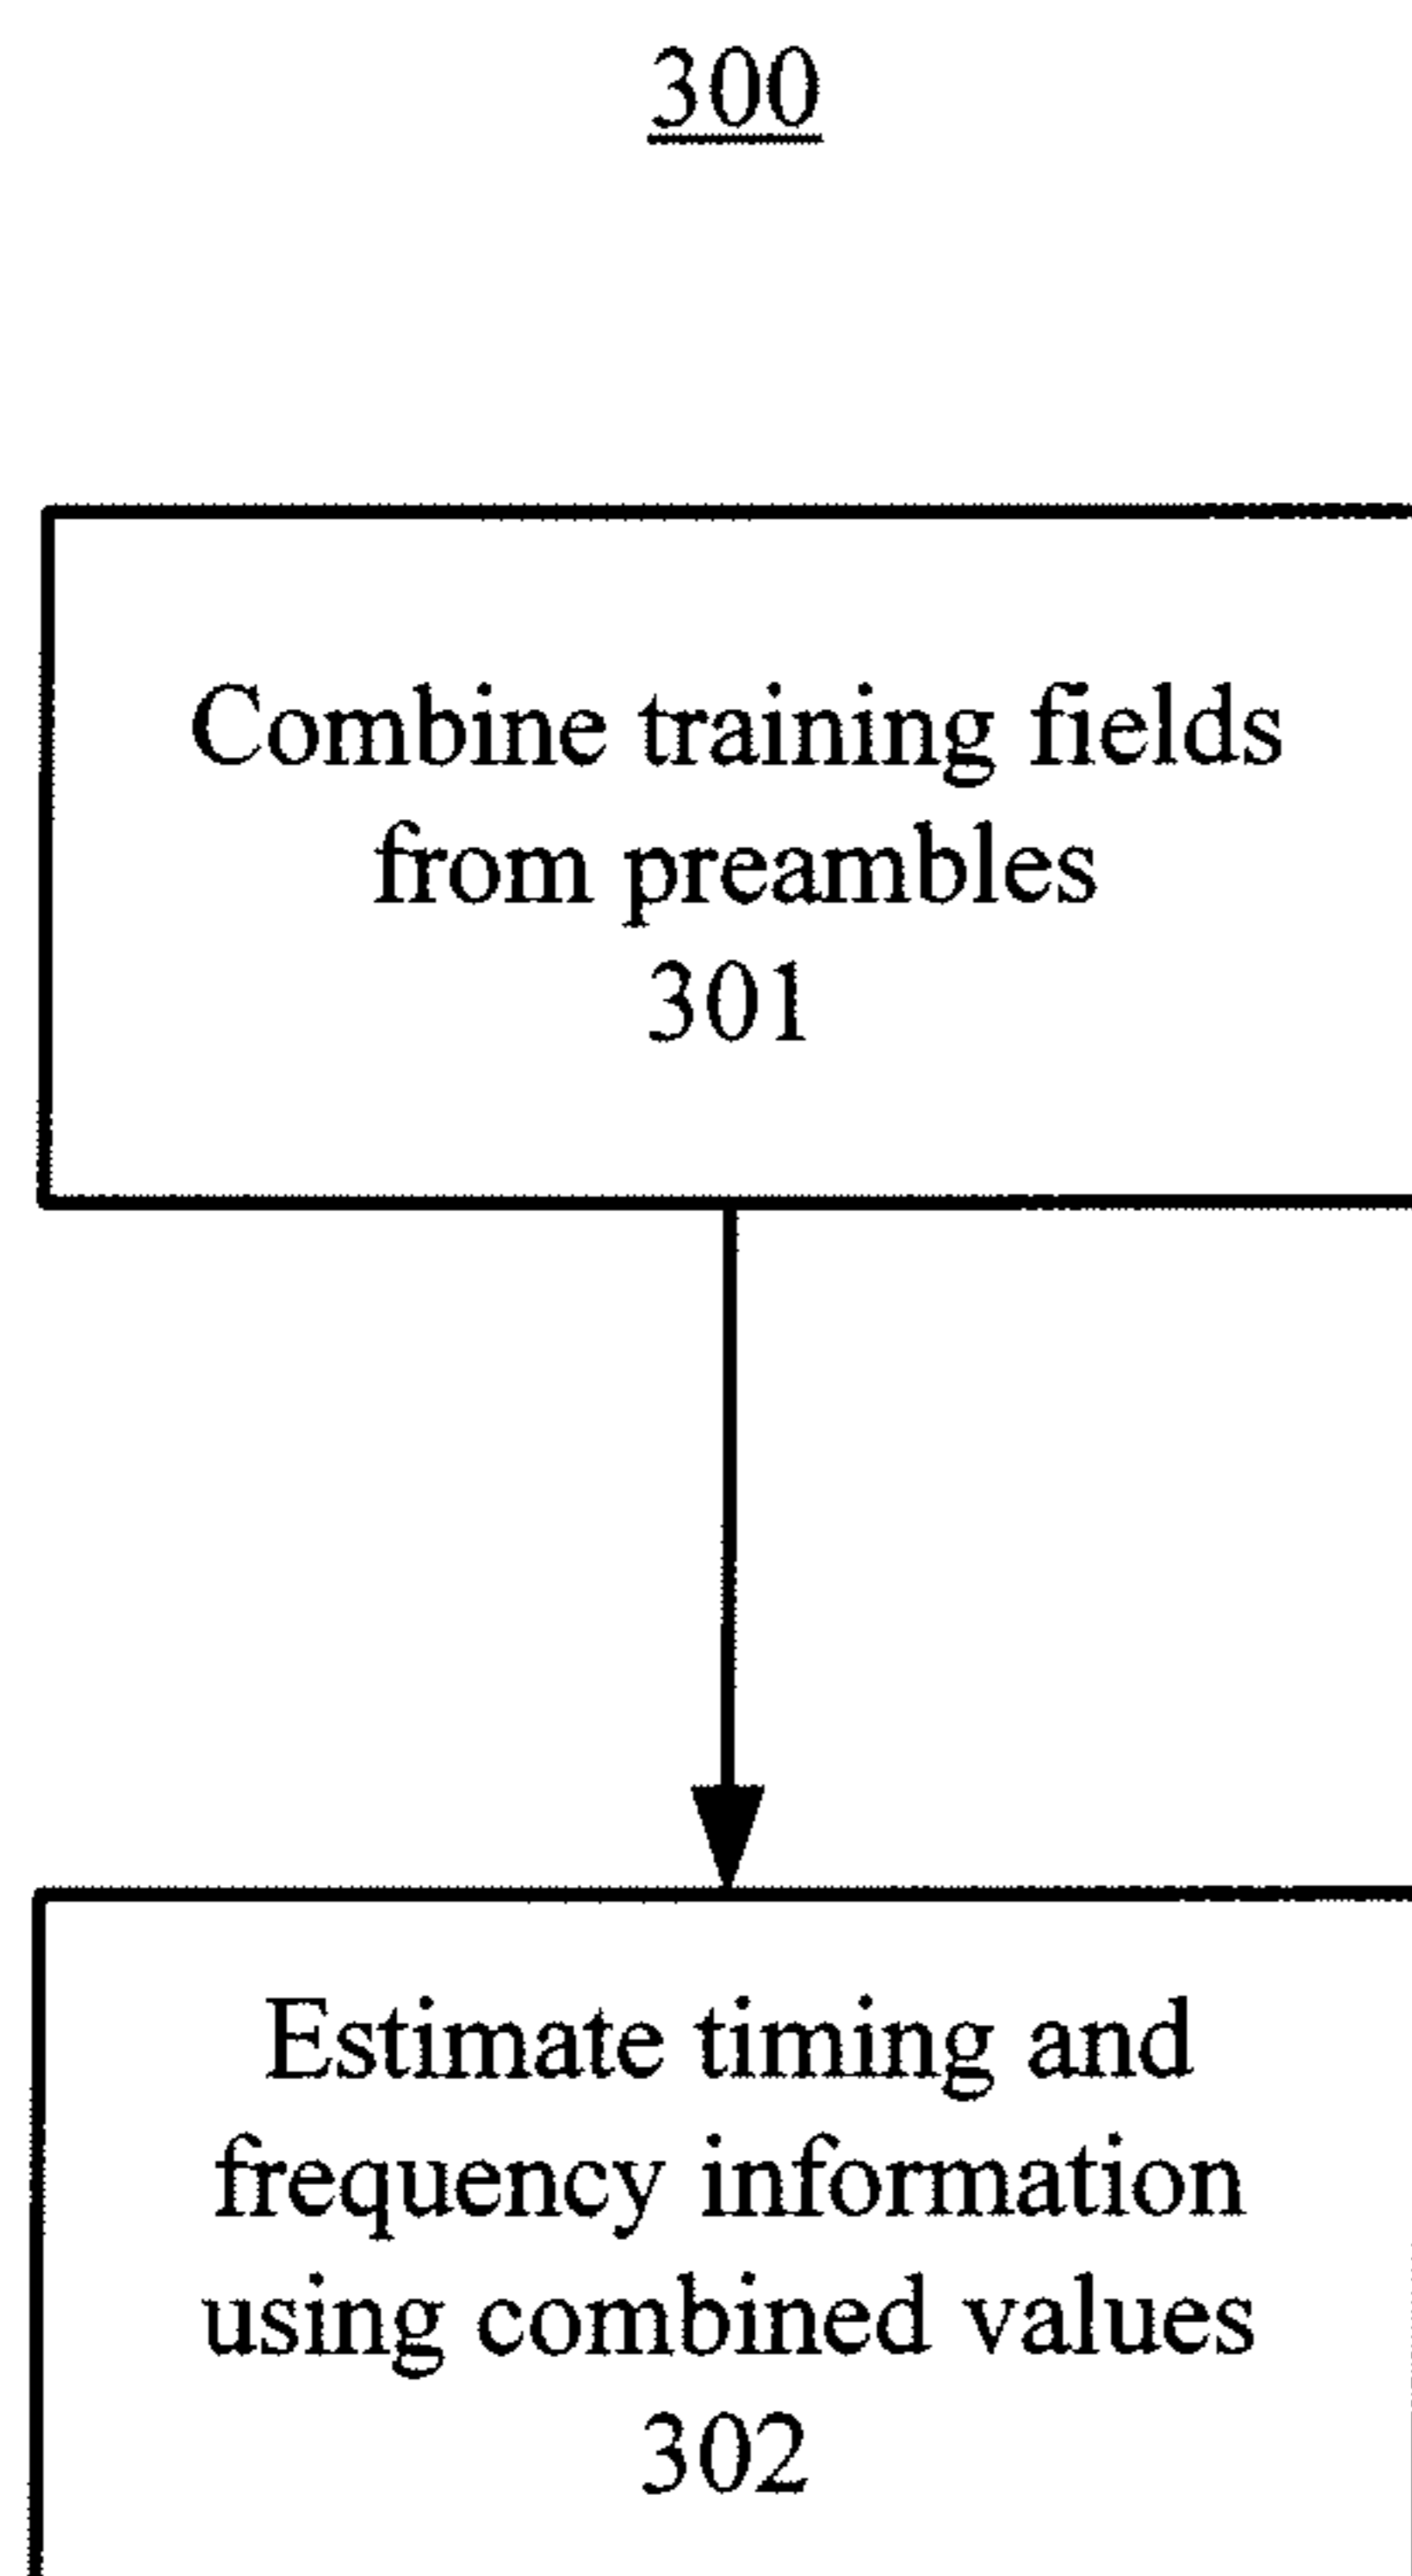 300
Combine training fields
from preambles
301
Estimate timing and
frequency information
using combined values
302